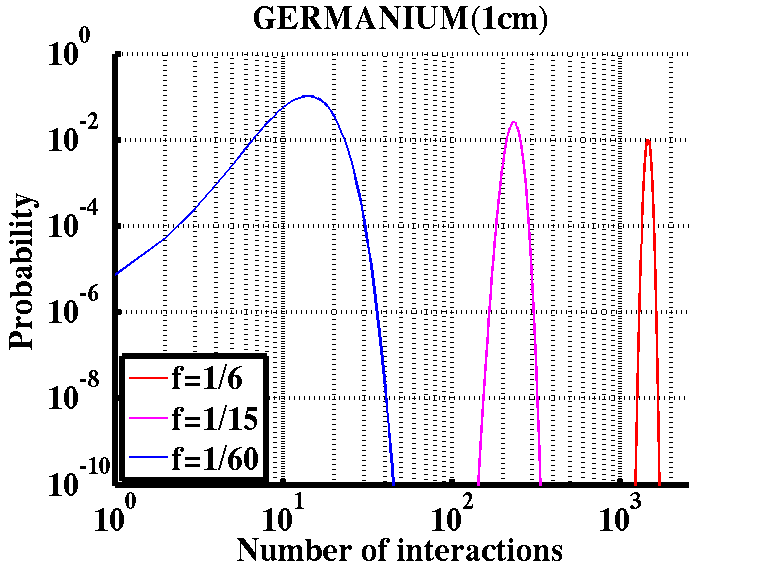 GERMANIUM(1cm)
10^0
10^-2
10^-4
10^-6
10^-8
10^-10
Probability
f=1/6
f=1/15
f=1/60
10^0 10^1 10^2 10^3
Number of interactions